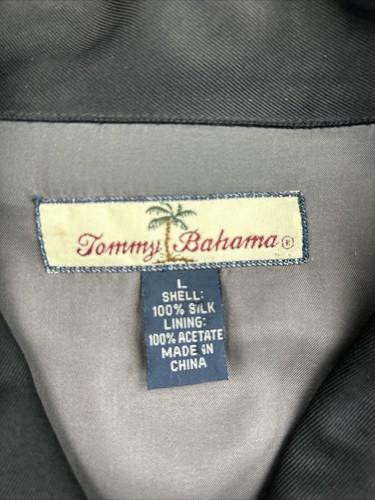 Tommy Bahama ®
L
SHELL:
100% SILK
LINING:
100% ACETATE
MADE IN
CHINA